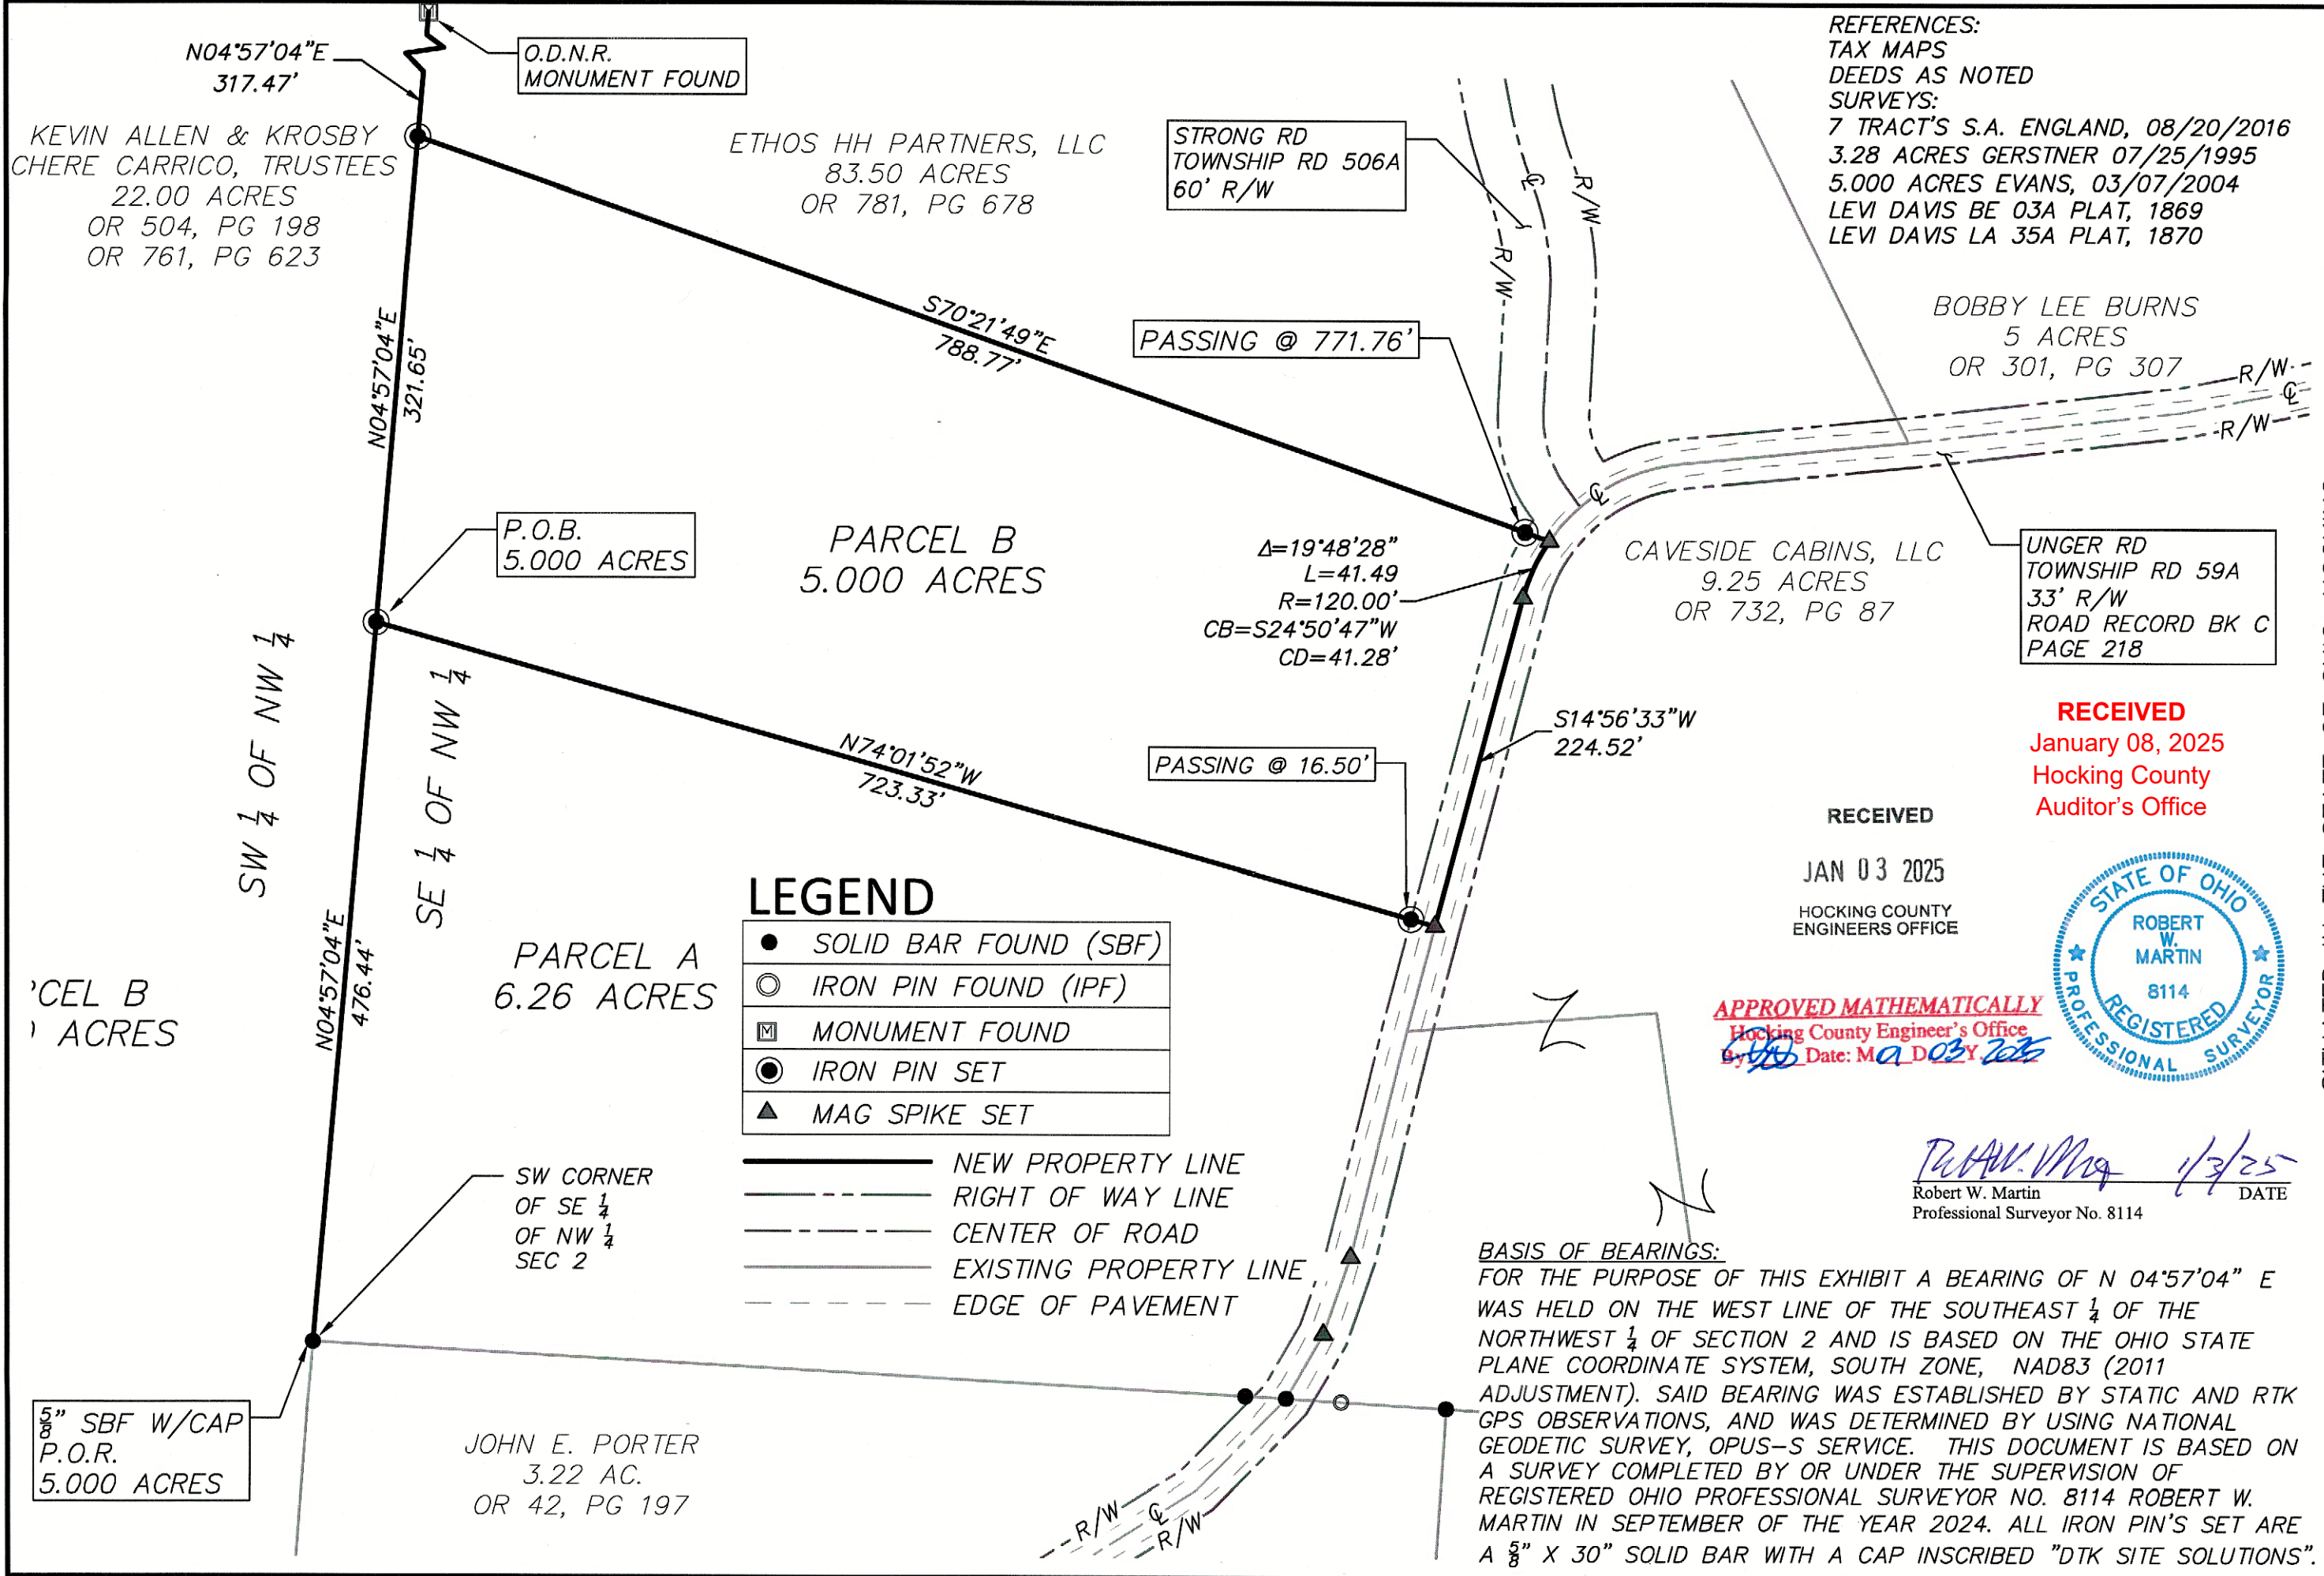 N04°57'04"E
317.47'
O.D.N.R.
MONUMENT FOUND
KEVIN ALLEN & KROSBY
CHERE CARRICO, TRUSTEES
22.00 ACRES
OR 504, PG 198
OR 761, PG 623
ETHOS HH PARTNERS, LLC
83.50 ACRES
OR 781, PG 678
STRONG RD
TOWNSHIP RD 506A
60' R/W
REFERENCES:
TAX MAPS
DEEDS AS NOTED
SURVEYS:
7 TRACT'S S.A. ENGLAND, 08/20/2016
3.28 ACRES GERSTNER 07/25/1995
5.000 ACRES EVANS, 03/07/2004
LEVI DAVIS BE 03A PLAT, 1869
LEVI DAVIS LA 35A PLAT, 1870
℄
R/W
R/W
BOBBY LEE BURNS
5 ACRES
OR 301, PG 307
R/W
℄
R/W
N04°57'04"E
321.65'
S70°21'49"E
788.77'
PASSING @ 771.76'
℄
P.O.B.
5.000 ACRES
PARCEL B
5.000 ACRES
Δ=19°48'28"
L=41.49
R=120.00'
CB=S24°50'47"W
CD=41.28'
CAVESIDE CABINS, LLC
9.25 ACRES
OR 732, PG 87
UNGER RD
TOWNSHIP RD 59A
33' R/W
ROAD RECORD BK C
PAGE 218
SW 1/4 OF NW 1/4
SE 1/4 OF NW 1/4
N74°01'52"W
723.33'
PASSING @ 16.50'
S14°56'33"W
224.52'
RECEIVED
January 08, 2025
Hocking County
Auditor's Office
RECEIVED
JAN 03 2025
HOCKING COUNTY
ENGINEERS OFFICE
STATE OF OHIO
ROBERT
W.
MARTIN
8114
REGISTERED
PROFESSIONAL SURVEYOR
APPROVED MATHEMATICALLY
Hocking County Engineer's Office
By Date: M 01 D 03 Y. 2025
N04°57'04"E
476.44'
PARCEL A
6.26 ACRES
'CEL B
ACRES
LEGEND
SOLID BAR FOUND (SBF)
IRON PIN FOUND (IPF)
M MONUMENT FOUND
IRON PIN SET
MAG SPIKE SET
NEW PROPERTY LINE
RIGHT OF WAY LINE
CENTER OF ROAD
EXISTING PROPERTY LINE
EDGE OF PAVEMENT
SW CORNER
OF SE 1/4
OF NW 1/4
SEC 2
5/8" SBF W/CAP
P.O.R.
5.000 ACRES
JOHN E. PORTER
3.22 AC.
OR 42, PG 197
R/W
℄
R/W
1/3/25
Robert W. Martin DATE
Professional Surveyor No. 8114
BASIS OF BEARINGS:
FOR THE PURPOSE OF THIS EXHIBIT A BEARING OF N 04°57'04" E
WAS HELD ON THE WEST LINE OF THE SOUTHEAST 1/4 OF THE
NORTHWEST 1/4 OF SECTION 2 AND IS BASED ON THE OHIO STATE
PLANE COORDINATE SYSTEM, SOUTH ZONE, NAD83 (2011
ADJUSTMENT). SAID BEARING WAS ESTABLISHED BY STATIC AND RTK
GPS OBSERVATIONS, AND WAS DETERMINED BY USING NATIONAL
GEODETIC SURVEY, OPUS-S SERVICE. THIS DOCUMENT IS BASED ON
A SURVEY COMPLETED BY OR UNDER THE SUPERVISION OF
REGISTERED OHIO PROFESSIONAL SURVEYOR NO. 8114 ROBERT W.
MARTIN IN SEPTEMBER OF THE YEAR 2024. ALL IRON PIN'S SET ARE
A 5/8" X 30" SOLID BAR WITH A CAP INSCRIBED "DTK SITE SOLUTIONS".